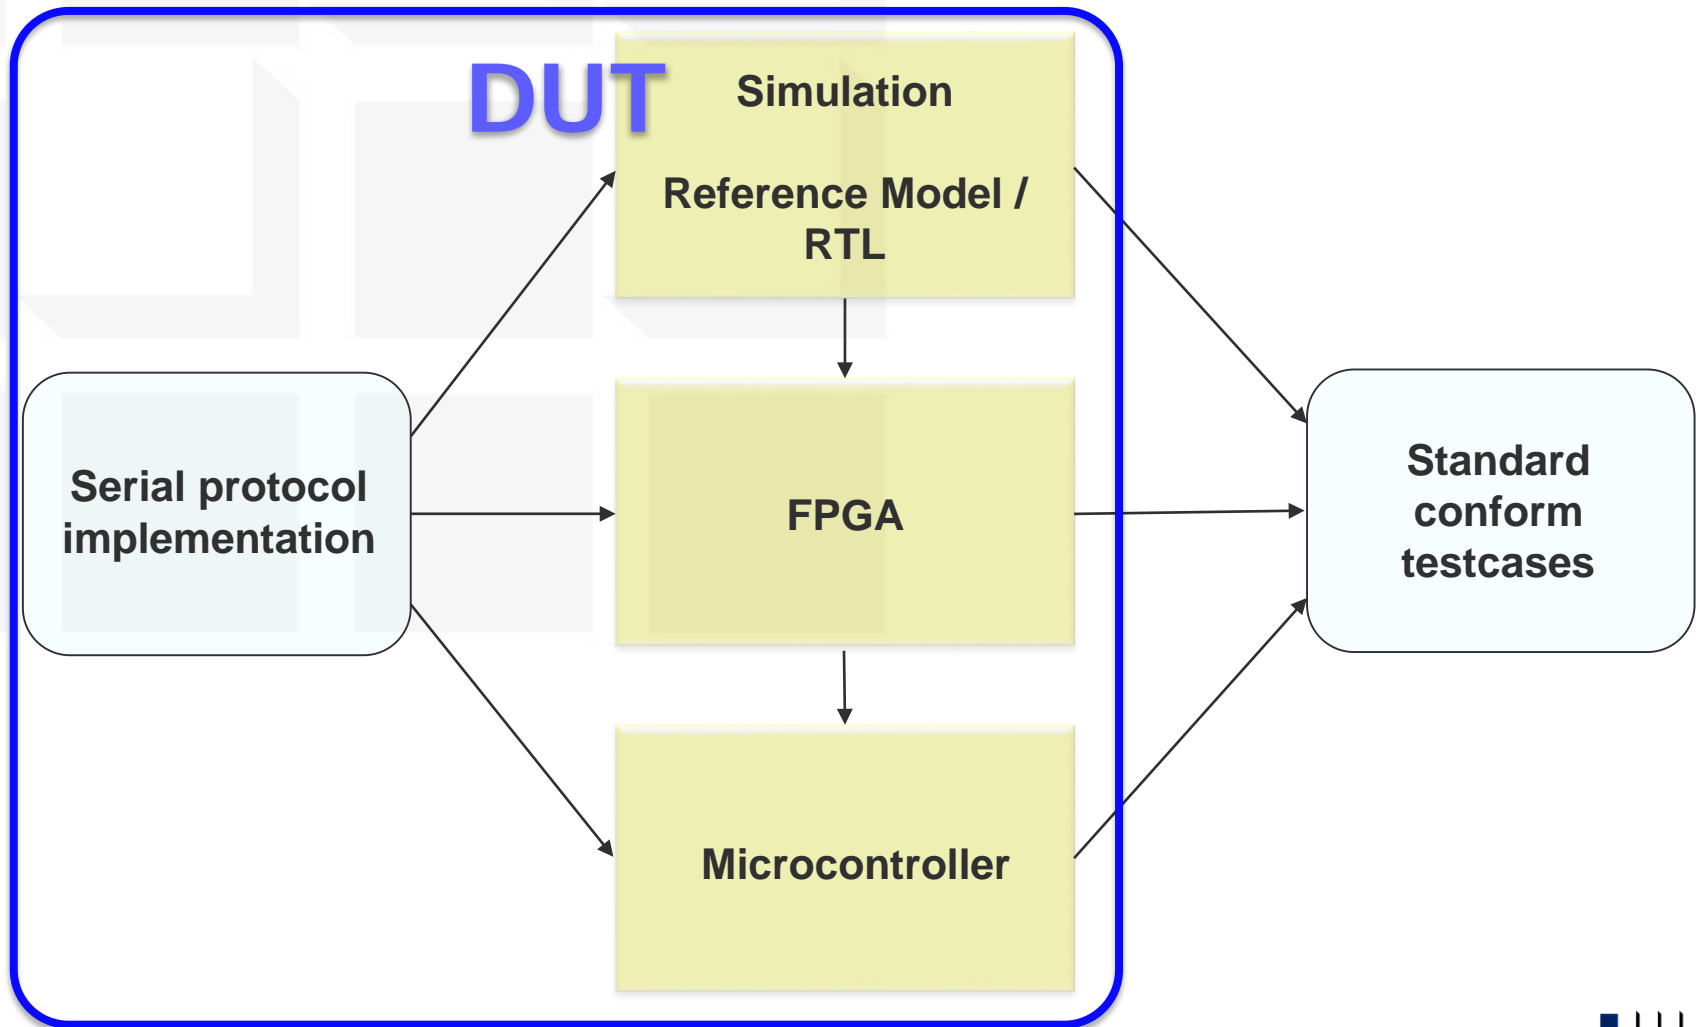 DUT
Simulation
Reference Model /
RTL
Serial protocol
implementation
FPGA
Standard
conform
testcases
Microcontroller